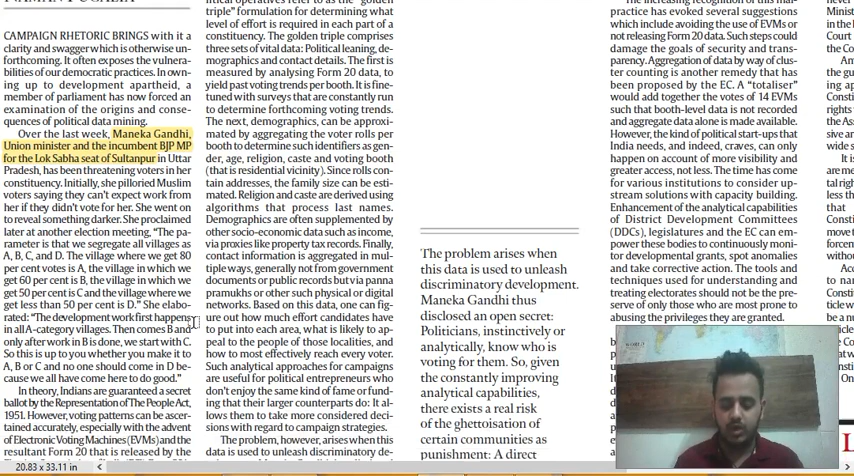 CAMPAIGN RHETORIC BRINGS with it a
clarity and swagger which is otherwise un-
forthcoming. It often exposes the vulnera-
bilities of our democratic practices. In own-
ing up to development apartheid, a
member of parliament has now forced an
examination of the origins and conse-
quences of political data mining.
Over the last week, Maneka Gandhi,
Union minister and the incumbent BJP MP
for the Lok Sabha seat of Sultanpur in Uttar
Pradesh, has been threatening voters in her
constituency. Initially, she pilloried Muslim
voters saying they can't expect work from
her if they didn't vote for her. She went on
to reveal something darker. She proclaimed
later at another election meeting, "The pa-
rameter is that we segregate all villages as
A, B, C, and D. The village where we get 80
per cent votes is A, the village in which we
get 60 per cent is B, the village in which we
get 50 per cent is C and the village where we
get less than 50 per cent is D." She elabo-
rated: "The development work first happens
in all A-category villages. Then comes B and
only after work in B is done, we start with C.
So this is up to you whether you make it to
A, B or C and no one should come in D be-
cause we all have come here to do good."
In theory, Indians are guaranteed a secret
ballot by the Representation of The People Act,
1951. However, voting patterns can be ascer-
tained accurately, especially with the advent
of Electronic Voting Machines (EVMs) and the
resultant Form 20 that is released by the
triple" formulation for determining what
level of effort is required in each part of a
constituency. The golden triple comprises
three sets of vital data: Political leaning, de-
mographics and contact details. The first is
measured by analysing Form 20 data, to
yield past voting trends per booth. It is fine-
tuned with surveys that are constantly run
to determine forthcoming voting trends.
The next, demographics, can be approxi-
mated by aggregating the voter rolls per
booth to determine such identifiers as gen-
der, age, religion, caste and voting booth
(that is residential vicinity). Since rolls con-
tain addresses, the family size can be esti-
mated. Religion and caste are derived using
algorithms that process last names.
Demographics are often supplemented by
other socio-economic data such as income,
via proxies like property tax records. Finally,
contact information is aggregated in mul-
tiple ways, generally not from government
documents or public records but via panna
pramukhs or other such physical or digital
networks. Based on this data, one can fig-
ure out how much effort candidates have
to put into each area, what is likely to ap-
peal to the people of those localities, and
how to most effectively reach every voter.
Such analytical approaches for campaigns
are useful for political entrepreneurs who
don't enjoy the same kind of fame or fund-
ing that their larger counterparts do: It al-
lows them to take more considered deci-
sions with regard to campaign strategies.
The problem, however, arises when this
data is used to unleash discriminatory de-
The problem arises when
this data is used to unleash
discriminatory development.
Maneka Gandhi thus
disclosed an open secret:
Politicians, instinctively or
analytically, know who is
voting for them. So, given
the constantly improving
analytical capabilities,
there exists a real risk
of the ghettoisation of
certain communities as
punishment: A direct
practice has evoked several suggestions
which include avoiding the use of EVMs or
not releasing Form 20 data. Such steps could
damage the goals of security and trans-
parency. Aggregation of data by way of clus-
ter counting is another remedy that has
been proposed by the EC. A "totaliser"
would add together the votes of 14 EVMs
such that booth-level data is not recorded
and aggregate data alone is made available.
However, the kind of political start-ups that
India needs, and indeed, craves, can only
happen on account of more visibility and
greater access, not less. The time has come
for various institutions to consider up-
stream solutions with capacity building.
Enhancement of the analytical capabilities
of District Development Committees
(DDCs), legislatures and the EC can em-
power these bodies to continuously moni-
tor developmental grants, spot anomalies
and take corrective action. The tools and
techniques used for understanding and
treating electorates should not be the pre-
serve of only those who are most prone to
abusing the privileges they are granted.
20.83 x 33.11 in